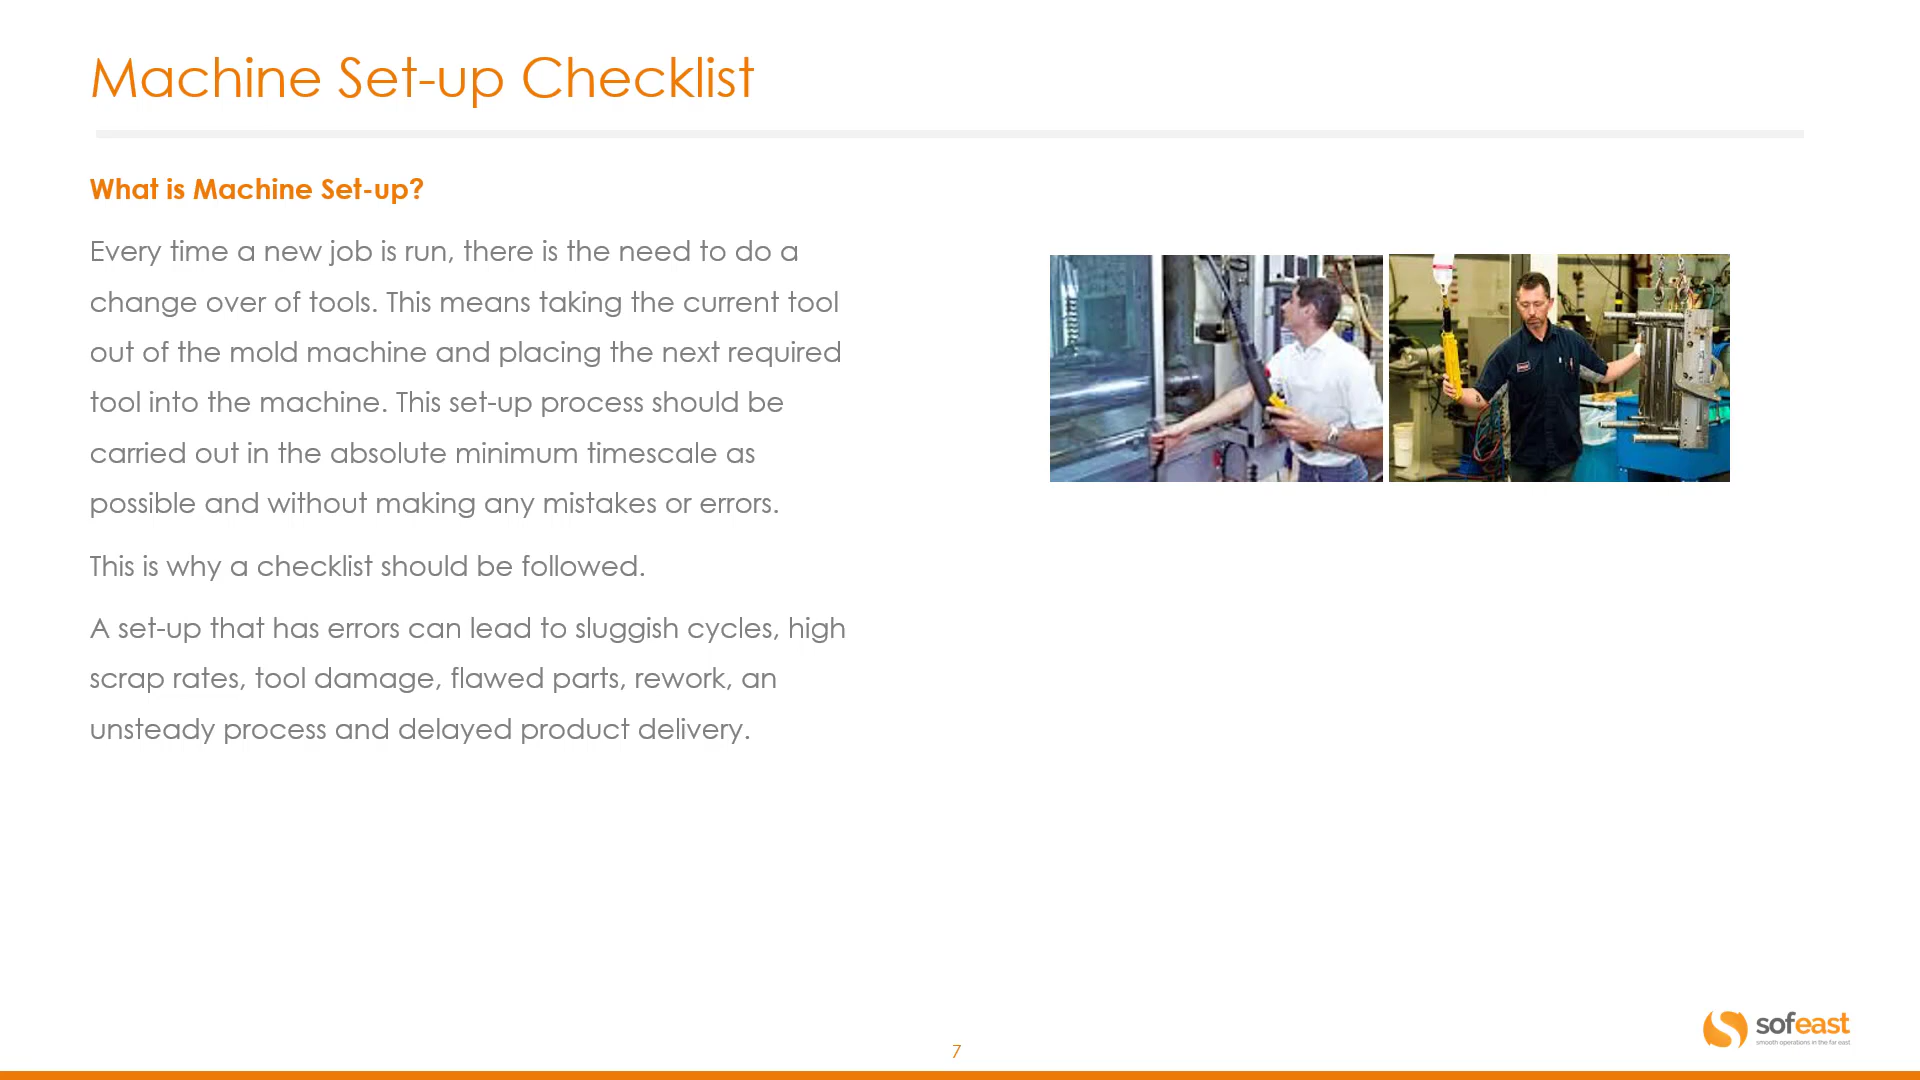 Machine Set-up Checklist
What is Machine Set-up?
Every time a new job is run, there is the need to do a
change over of tools. This means taking the current tool
out of the mold machine and placing the next required
tool into the machine. This set-up process should be
carried out in the absolute minimum timescale as
possible and without making any mistakes or errors.
This is why a checklist should be followed.
A set-up that has errors can lead to sluggish cycles, high
scrap rates, tool damage, flawed parts, rework, an
unsteady process and delayed product delivery.
sofeast
smooth operations in the far east
7